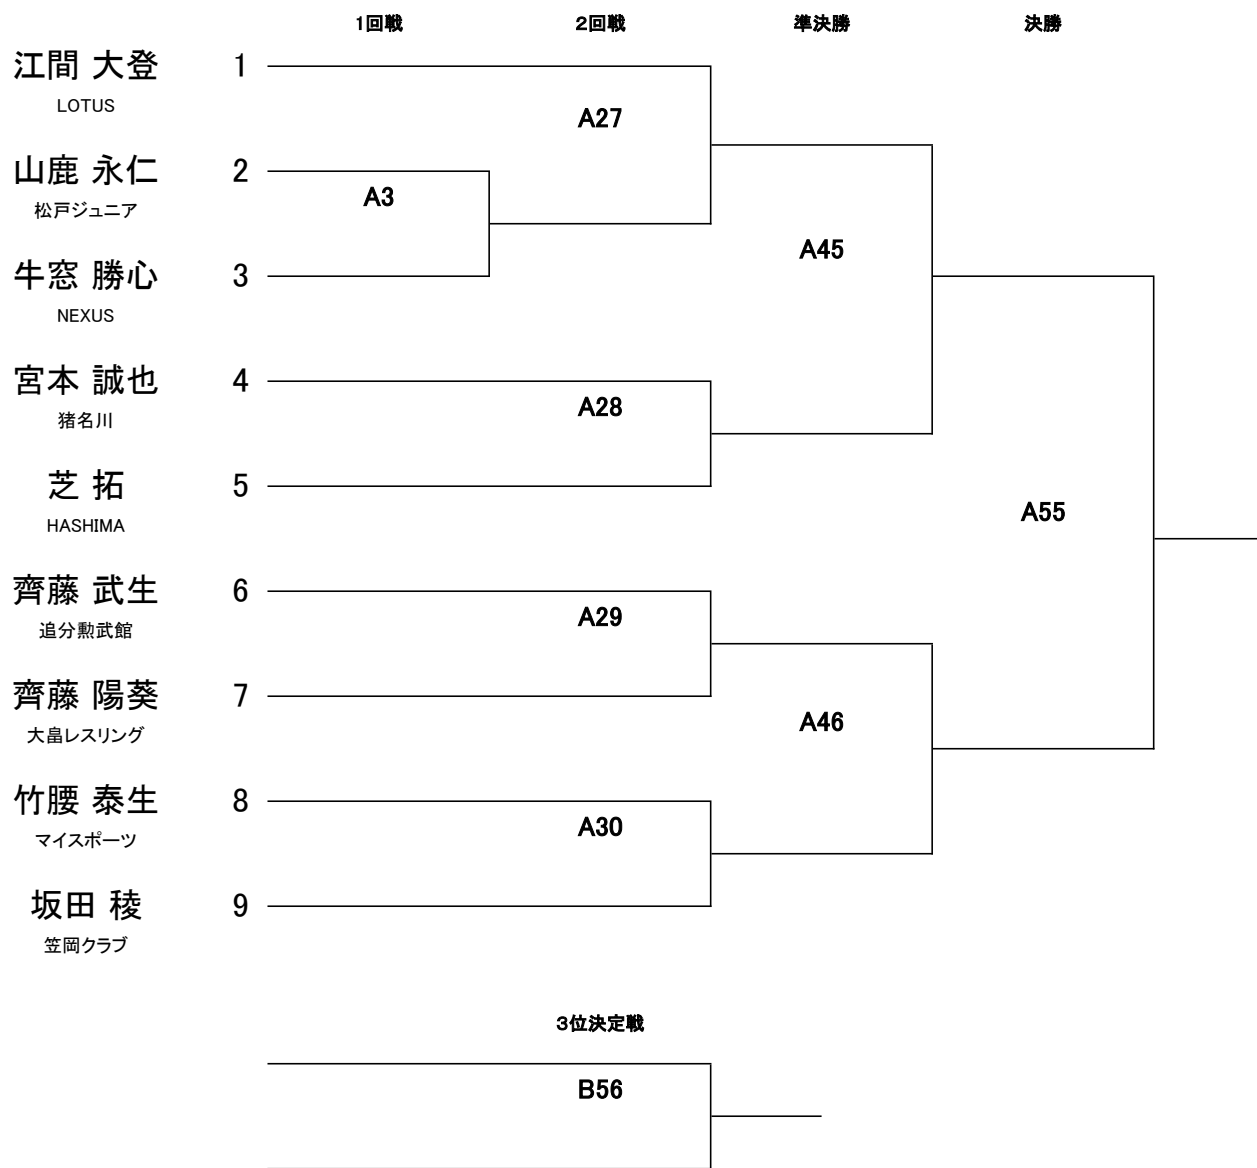 1回戦 2回戦 準決勝 決勝
江間 大登 1
LOTUS
A27
山鹿 永仁 2
A3
松戸ジュニア
A45
牛窓 勝心 3
NEXUS
宮本 誠也 4
A28
猪名川
芝 拓 5
A55
HASHIMA
齊藤 武生 6
A29
追分勲武館
齊藤 陽葵 7
A46
大畠レスリング
竹腰 泰生 8
A30
マイスポーツ
坂田 稜 9
笠岡クラブ
3位決定戦
B56